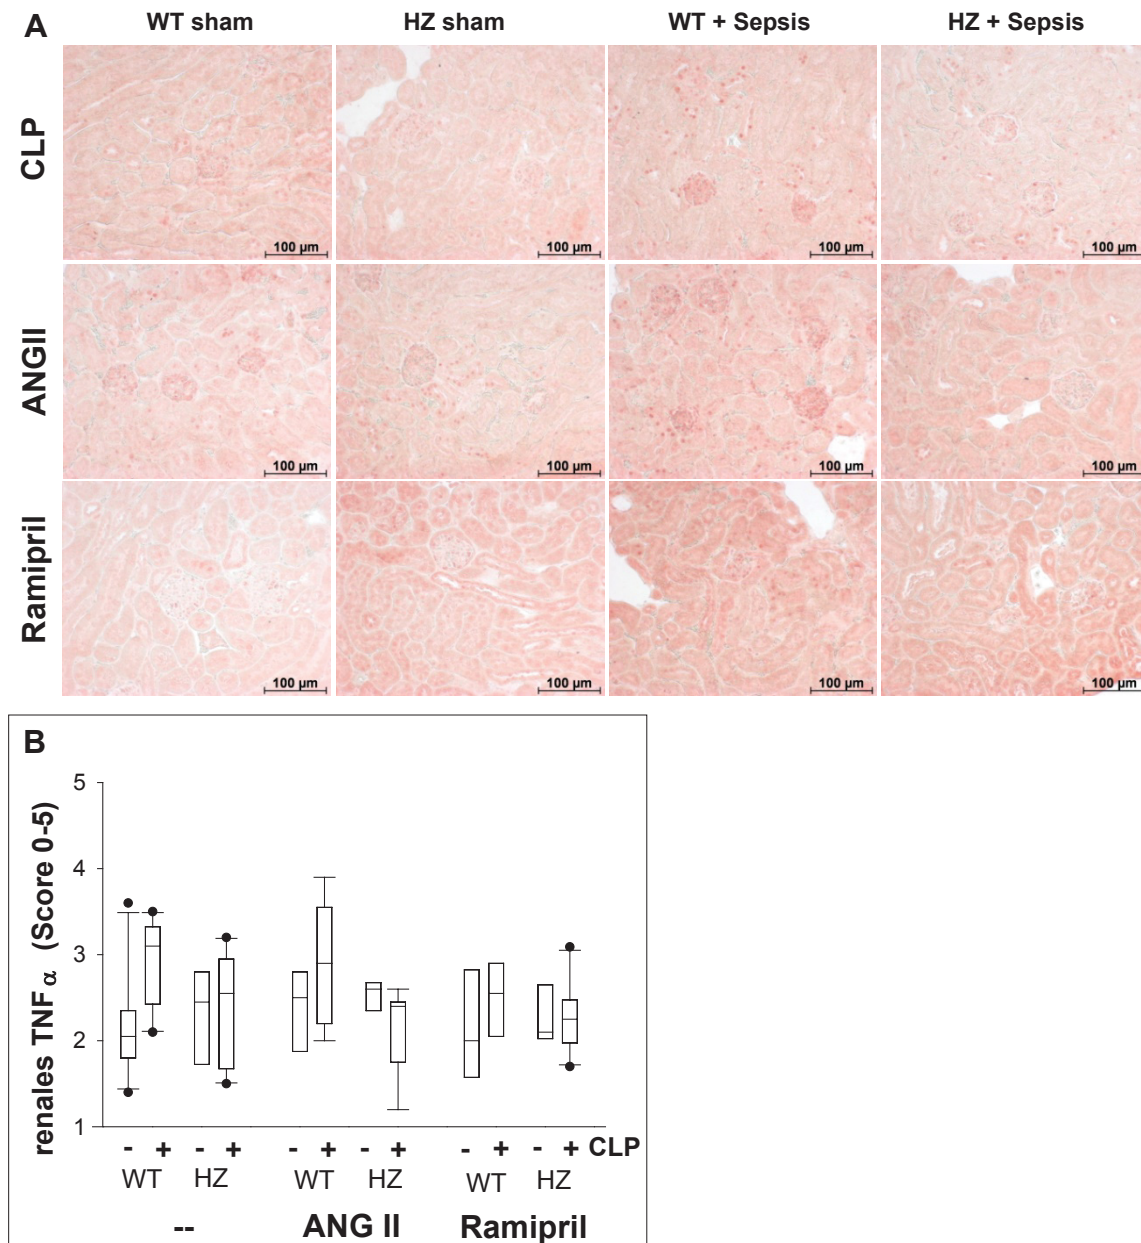 A
WT sham HZ sham WT + Sepsis HZ + Sepsis
CLP
100 µm 100 µm 100 µm 100 µm
ANGII
100 µm 100 µm 100 µm 100 µm
Ramipril
100 µm 100 µm 100 µm 100 µm
B
renales TNFα (Score 0-5)
5
4
3
2
1
- + - + - + - + - + - + CLP
WT HZ WT HZ WT HZ
-- ANG II Ramipril